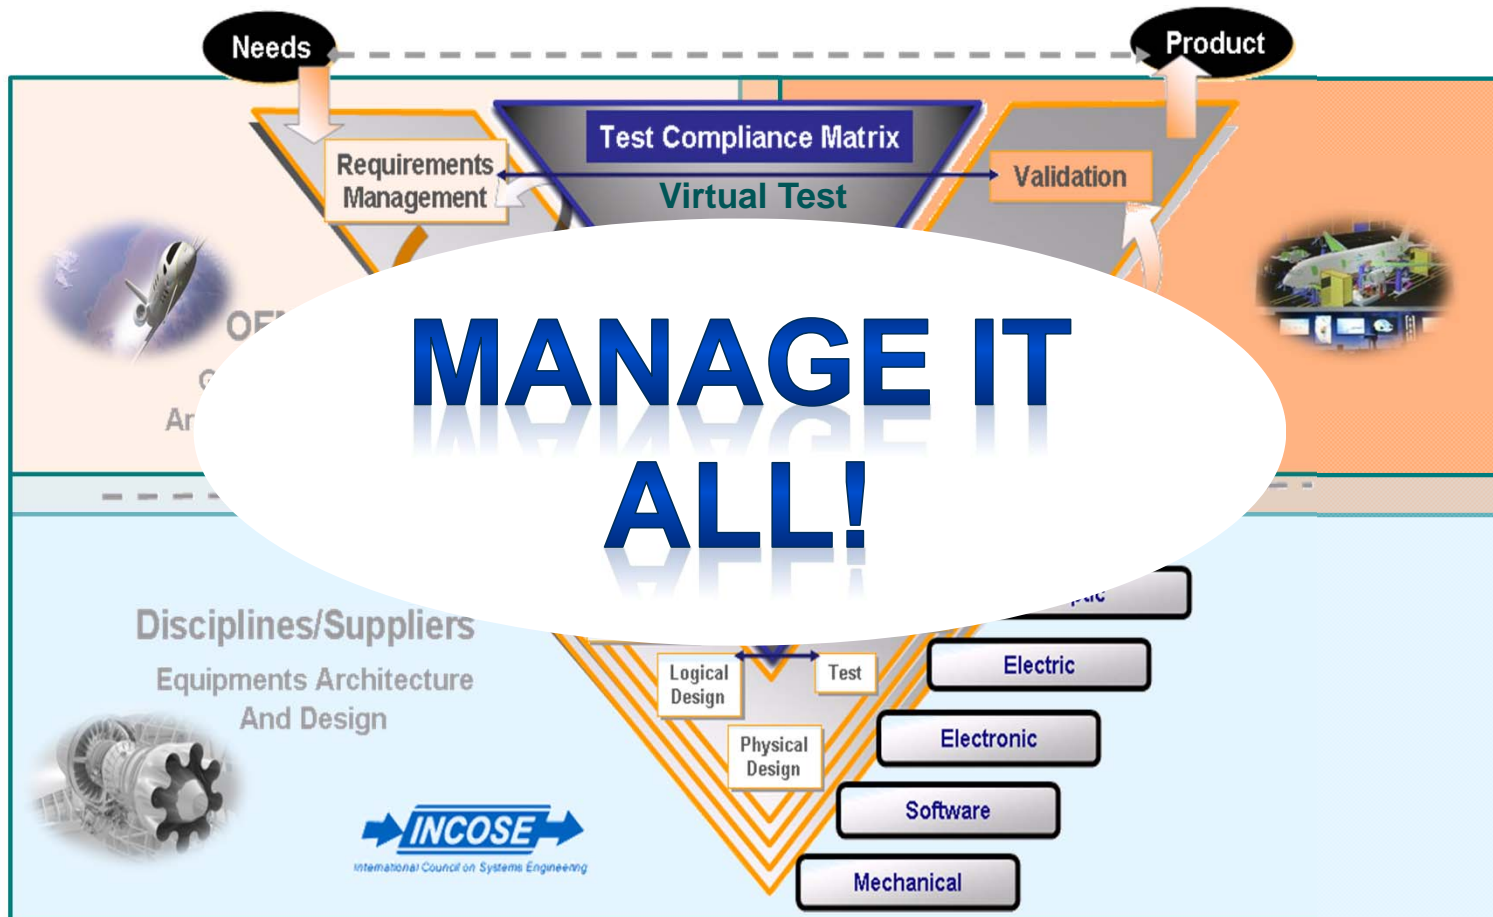 Needs
Product
Test Compliance Matrix
Requirements
Management
Virtual Test
Validation
MANAGE IT
ALL!
Disciplines/Suppliers
Equipments Architecture
And Design
Logical
Design
Test
Physical
Design
Electric
Electronic
Software
Mechanical
INCOSE
International Council on Systems Engineering